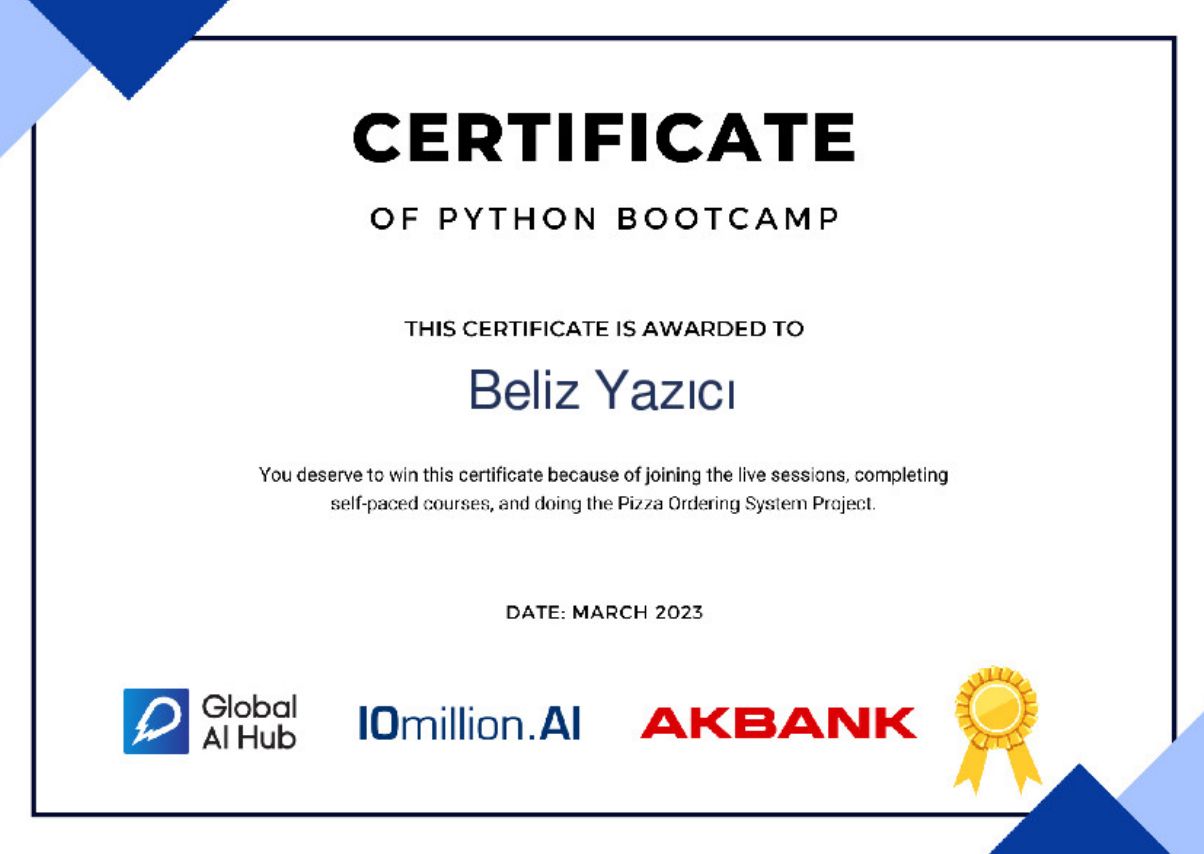 CERTIFICATE
OF PYTHON BOOTCAMP
THIS CERTIFICATE IS AWARDED TO
Beliz Yazıcı
You deserve to win this certificate because of joining the live sessions, completing
self-paced courses, and doing the Pizza Ordering System Project.
DATE: MARCH 2023
Global
AI Hub
10million.AI
AKBANK